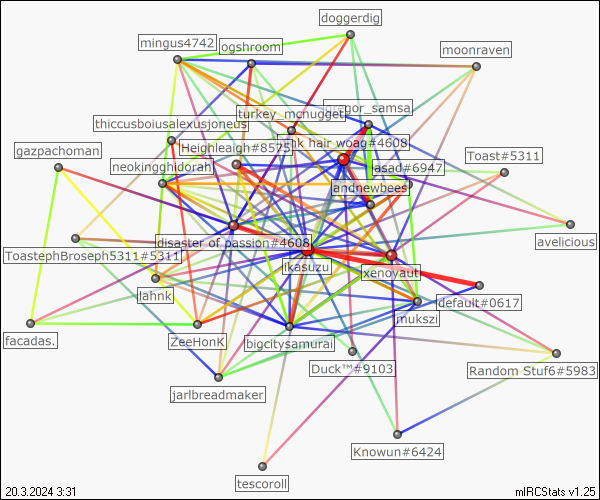 doggerdig
mingus4742
ogshroom
moonraven
turkey_mcnugget
gregor_samsa
thiccusboiusalexusjoneus
pink hair woag#4608
gazpachoman
Heighleaigh#8575
Toast#5311
neokingghidorah
asad#6947
andnewbees
disaster of passion#4608
avelicious
ToastephBroseph5311#5311
ikasuzu
xenoyaut
lahnk
default#0617
mukszi
facadas.
ZeeHonK
bigcitysamurai
Duck™#9103
Random Stuf6#5983
jarlbreadmaker
Knowun#6424
tescoroll
20.3.2024 3:31
mIRCStats v1.25